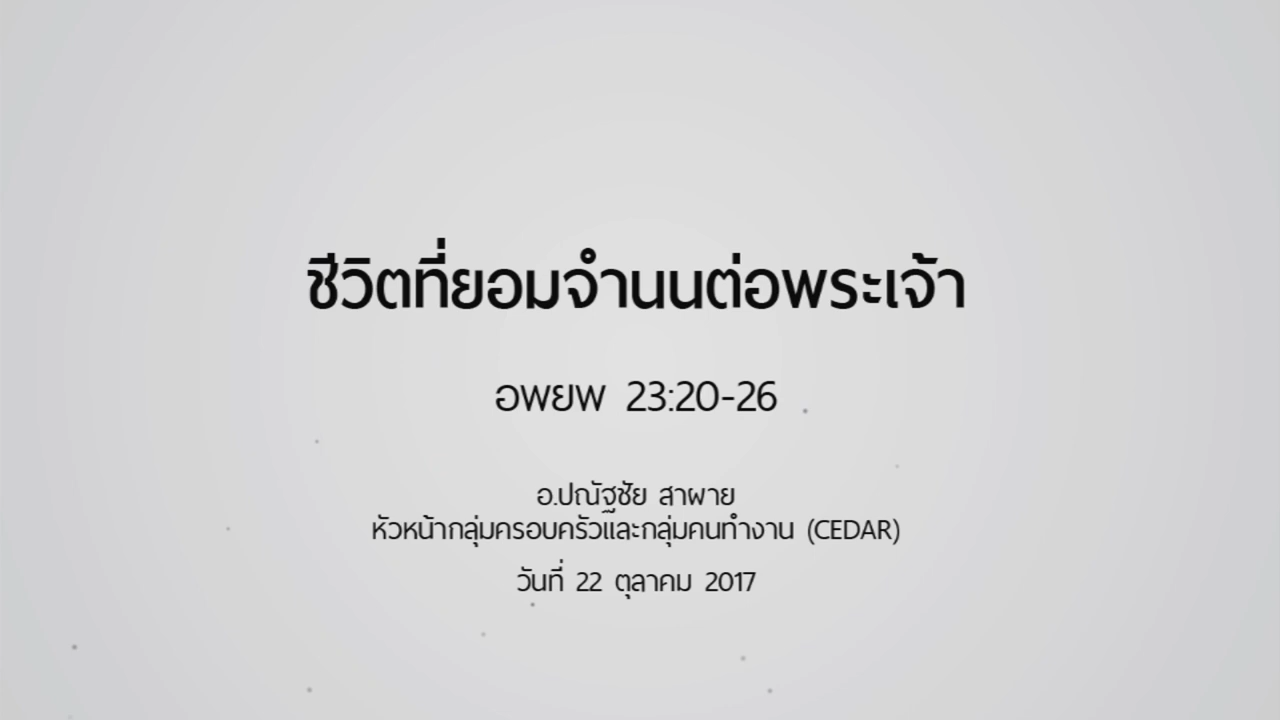 ชีวิตที่ยอมจำนนต่อพระเจ้า
อพยพ 23:20-26
อ.ปณัฐชัย สาผาย
หัวหน้ากลุ่มครอบครัวและกลุ่มคนทำงาน (CEDAR)
วันที่ 22 ตุลาคม 2017